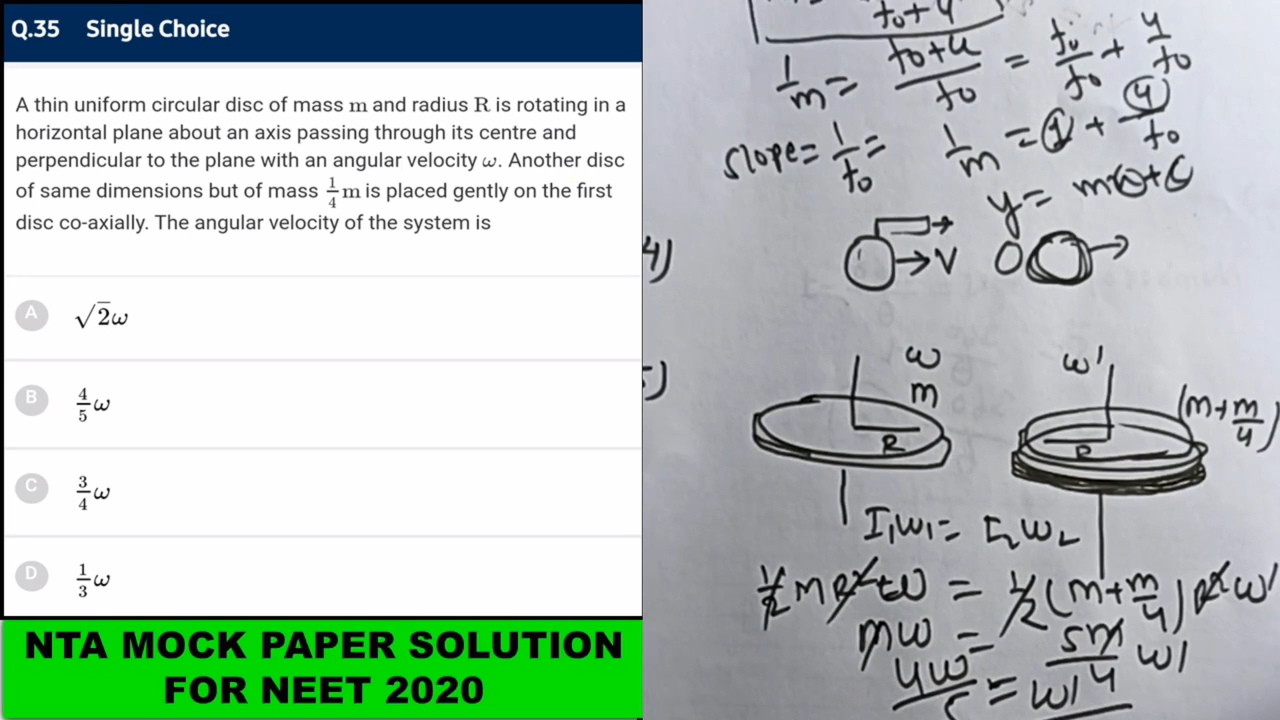 Q.35 Single Choice
A thin uniform circular disc of mass m and radius R is rotating in a
horizontal plane about an axis passing through its centre and
perpendicular to the plane with an angular velocity ω. Another disc
of same dimensions but of mass 1/4 m is placed gently on the first
disc co-axially. The angular velocity of the system is
A √2ω
B 4/5 ω
C 3/4 ω
D 1/3 ω
NTA MOCK PAPER SOLUTION
FOR NEET 2020
f₀+u
1/m = f₀+u/f₀ = f₀/f₀ + u/f₀
slope = 1/f₀ = 1/m = 1 + u/f₀
y = mx+c
4)
V O
5)
ω ω'
m (m+m/4)
R R
I₁ω₁ = I₂ω₂
1/2 mR²ω = 1/2 (m+m/4) R²ω'
mω = 5m/4 ω'
4ω/5 = ω'